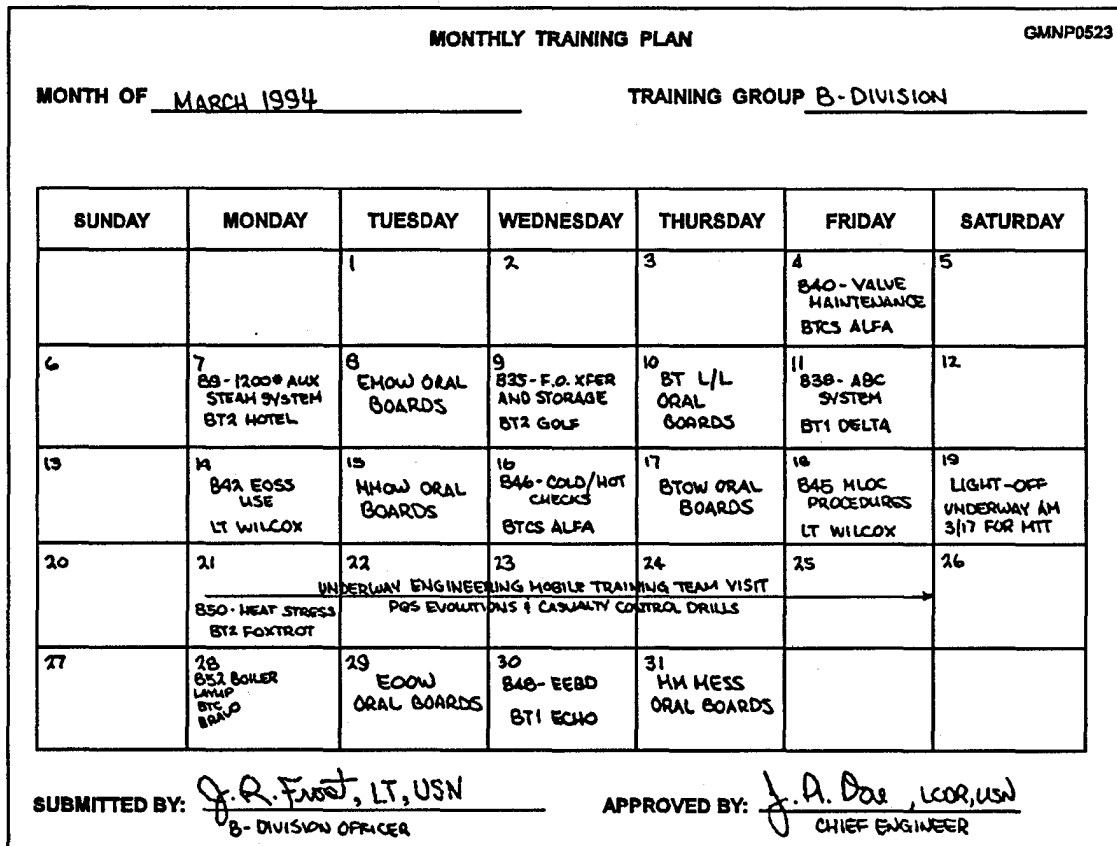 MONTHLY TRAINING PLAN
GMNP0523
MONTH OF MARCH 1994
TRAINING GROUP B-DIVISION
SUNDAY MONDAY TUESDAY WEDNESDAY THURSDAY FRIDAY SATURDAY
1 2 3 4 5
B40-VALVE
MAINTENANCE
BTCS ALFA
6
7
B9-1200# AUX
STEAM SYSTEM
BT2 HOTEL
8
EMOW ORAL
BOARDS
9
B35-F.O. XFER
AND STORAGE
BT2 GOLF
10
BT L/L
ORAL
BOARDS
11
B38-ABC
SYSTEM
BT1 DELTA
12
13
14
B42 EOSS
USE
LT WILCOX
15
MMOW ORAL
BOARDS
16
B46-COLD/HOT
CHECKS
BTCS ALFA
17
BTOW ORAL
BOARDS
18
B45 MLOC
PROCEDURES
LT WILCOX
19
LIGHT-OFF
UNDERWAY AM
3/17 FOR MTT
20 21 22 23 24 25 26
UNDERWAY ENGINEERING MOBILE TRAINING TEAM VISIT
PQS EVOLUTIONS & CASUALTY CONTROL DRILLS
B50-HEAT STRESS
BT2 FOXTROT
27
28
B52 BOILER
LAYUP
BTC
BRAVO
29
EOOW
ORAL BOARDS
30
B48-EEBD
BT1 ECHO
31
MM MESS
ORAL BOARDS
SUBMITTED BY: J.R. Frost, LT, USN
B-DIVISION OFFICER
APPROVED BY: J.A. Doe, LCDR, USN
CHIEF ENGINEER